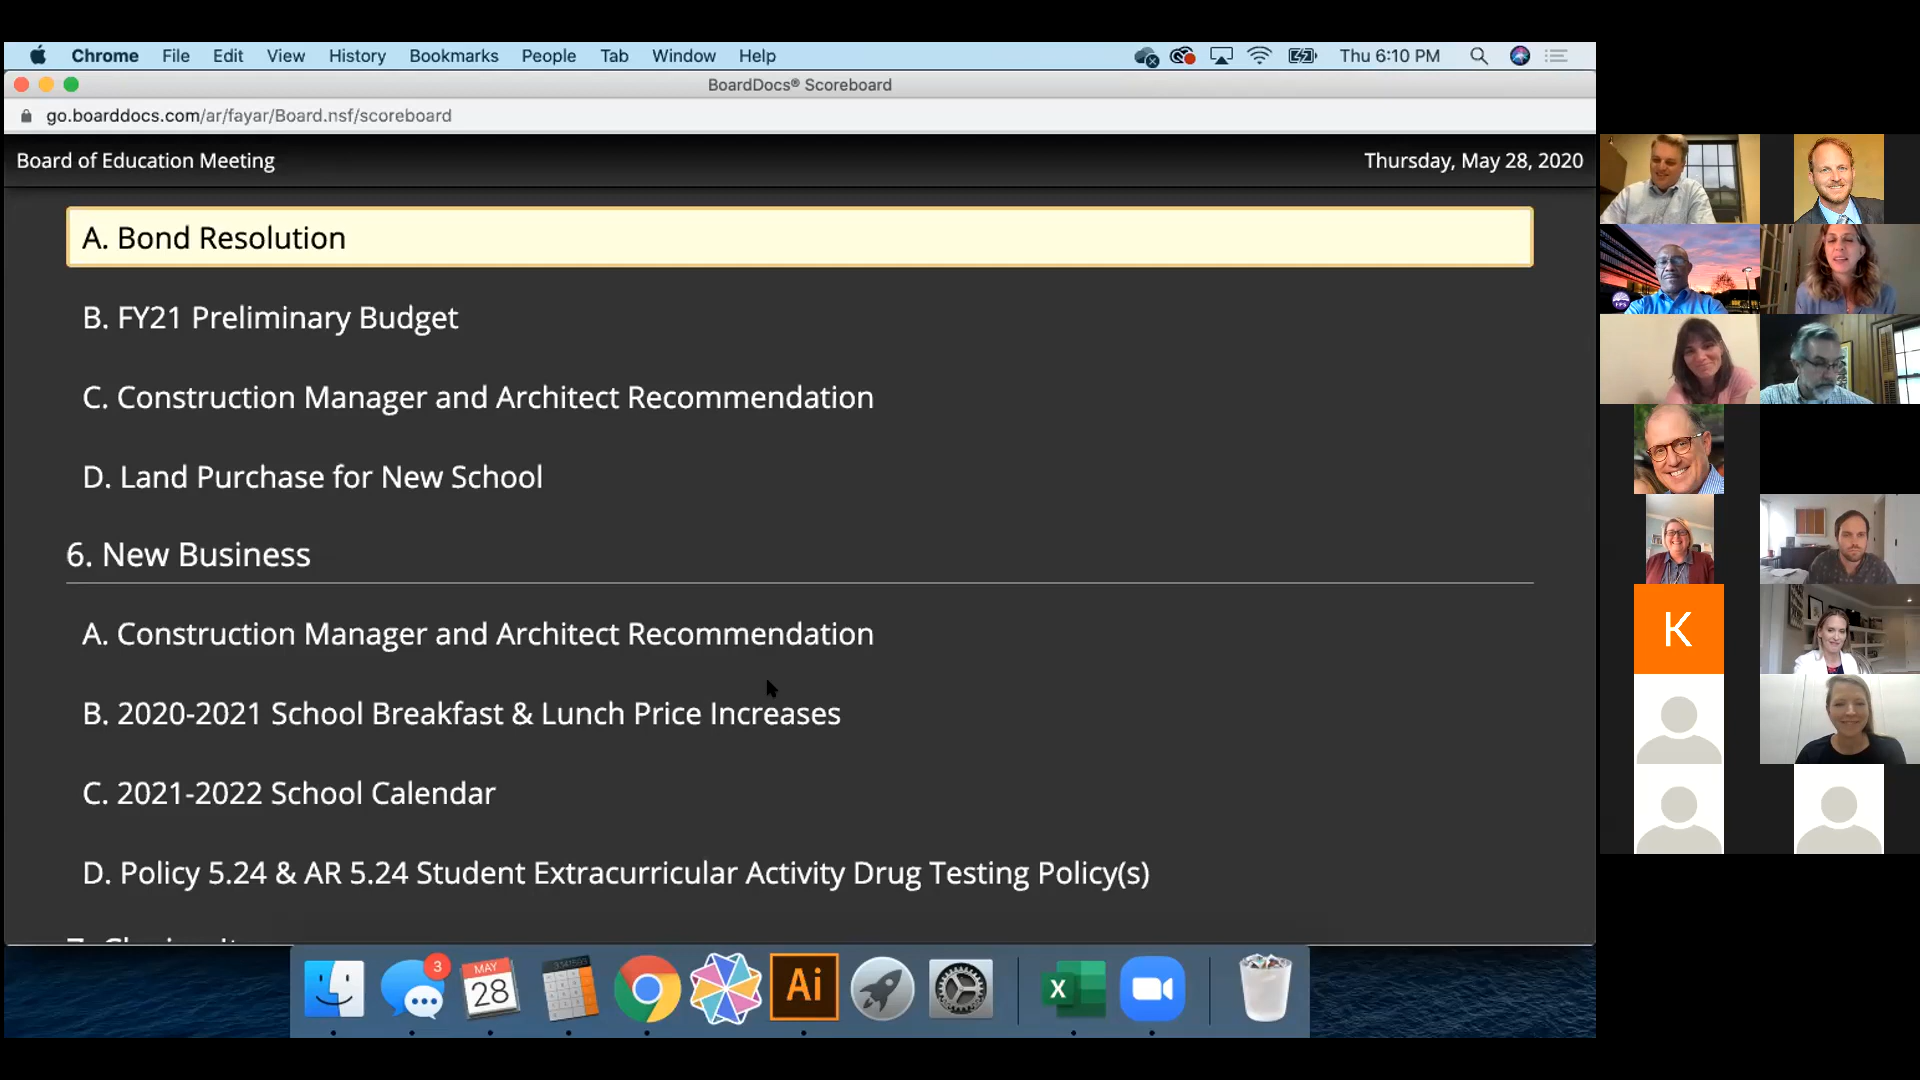 Chrome File Edit View History Bookmarks People Tab Window Help Thu 6:10 PM
BoardDocs® Scoreboard
go.boarddocs.com/ar/fayar/Board.nsf/scoreboard
Board of Education Meeting Thursday, May 28, 2020
A. Bond Resolution
B. FY21 Preliminary Budget
C. Construction Manager and Architect Recommendation
D. Land Purchase for New School
6. New Business
A. Construction Manager and Architect Recommendation
B. 2020-2021 School Breakfast & Lunch Price Increases
C. 2021-2022 School Calendar
D. Policy 5.24 & AR 5.24 Student Extracurricular Activity Drug Testing Policy(s)
FPS
K
3
MAY
28
Ai
X